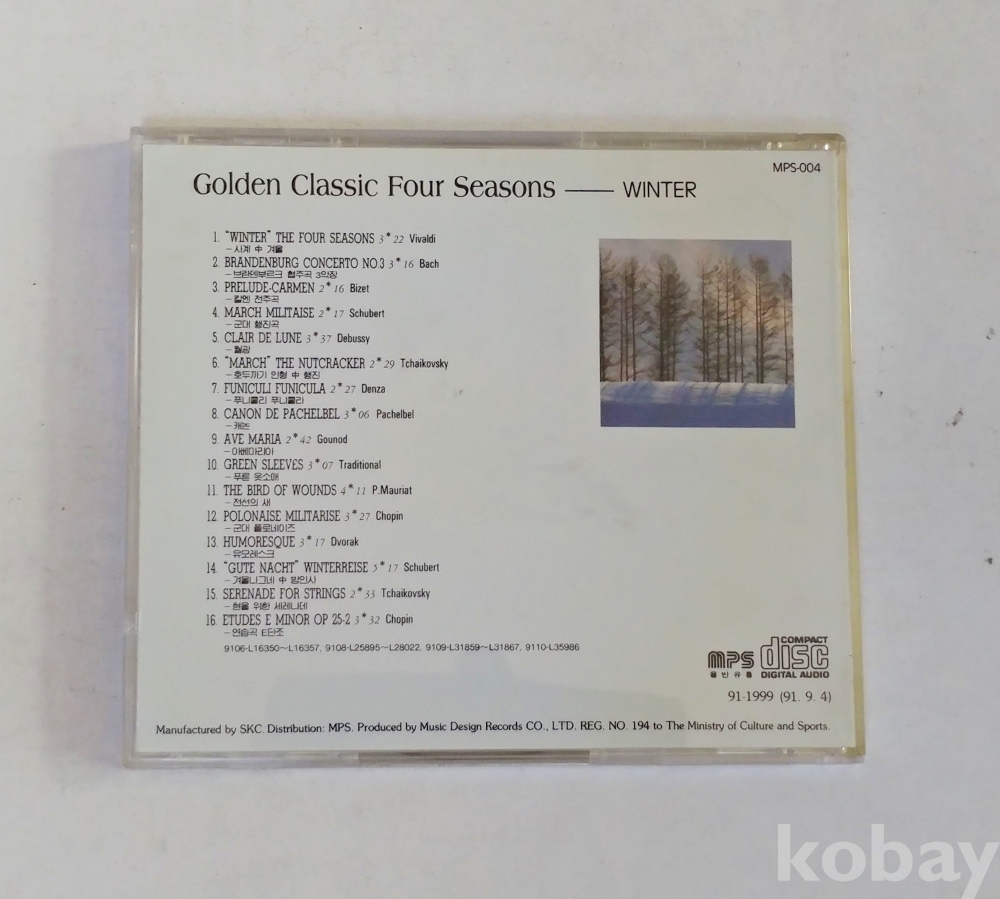 MPS-004
Golden Classic Four Seasons — WINTER
1. "WINTER" THE FOUR SEASONS 3*22 Vivaldi
–사계 中 겨울
2. BRANDENBURG CONCERTO NO.3 3*16 Bach
–브란덴부르크 협주곡 3악장
3. PRELUDE-CARMEN 2*16 Bizet
–칼멘 전주곡
4. MARCH MILITAISE 2*17 Schubert
–군대 행진곡
5. CLAIR DE LUNE 3*37 Debussy
–월광
6. "MARCH" THE NUTCRACKER 2*29 Tchaikovsky
–호두까기 인형 中 행진
7. FUNICULI FUNICULA 2*27 Denza
–푸니쿨리 푸니쿨라
8. CANON DE PACHELBEL 3*06 Pachelbel
–캐논
9. AVE MARIA 2*42 Gounod
–아베마리아
10. GREEN SLEEVES 3*07 Traditional
–푸른 옷소매
11. THE BIRD OF WOUNDS 4*11 P.Mauriat
–전선의 새
12. POLONAISE MILITARISE 3*27 Chopin
–군대 폴로네이즈
13. HUMORESQUE 3*17 Dvorak
–유모레스크
14. "GUTE NACHT" WINTERREISE 5*17 Schubert
–겨울나그네 中 밤인사
15. SERENADE FOR STRINGS 2*33 Tchaikovsky
–현을 위한 세레나데
16. ETUDES E MINOR OP 25-2 3*32 Chopin
–연습곡 E단조
9106-L16350~L16357, 9108-L25895~L28022, 9109-L31859~L31867, 9110-L35986
mps
음반유통
COMPACT
disc
DIGITAL AUDIO
91-1999 (91. 9. 4)
Manufactured by SKC. Distribution: MPS. Produced by Music Design Records CO., LTD. REG. NO. 194 to The Ministry of Culture and Sports.
kobay